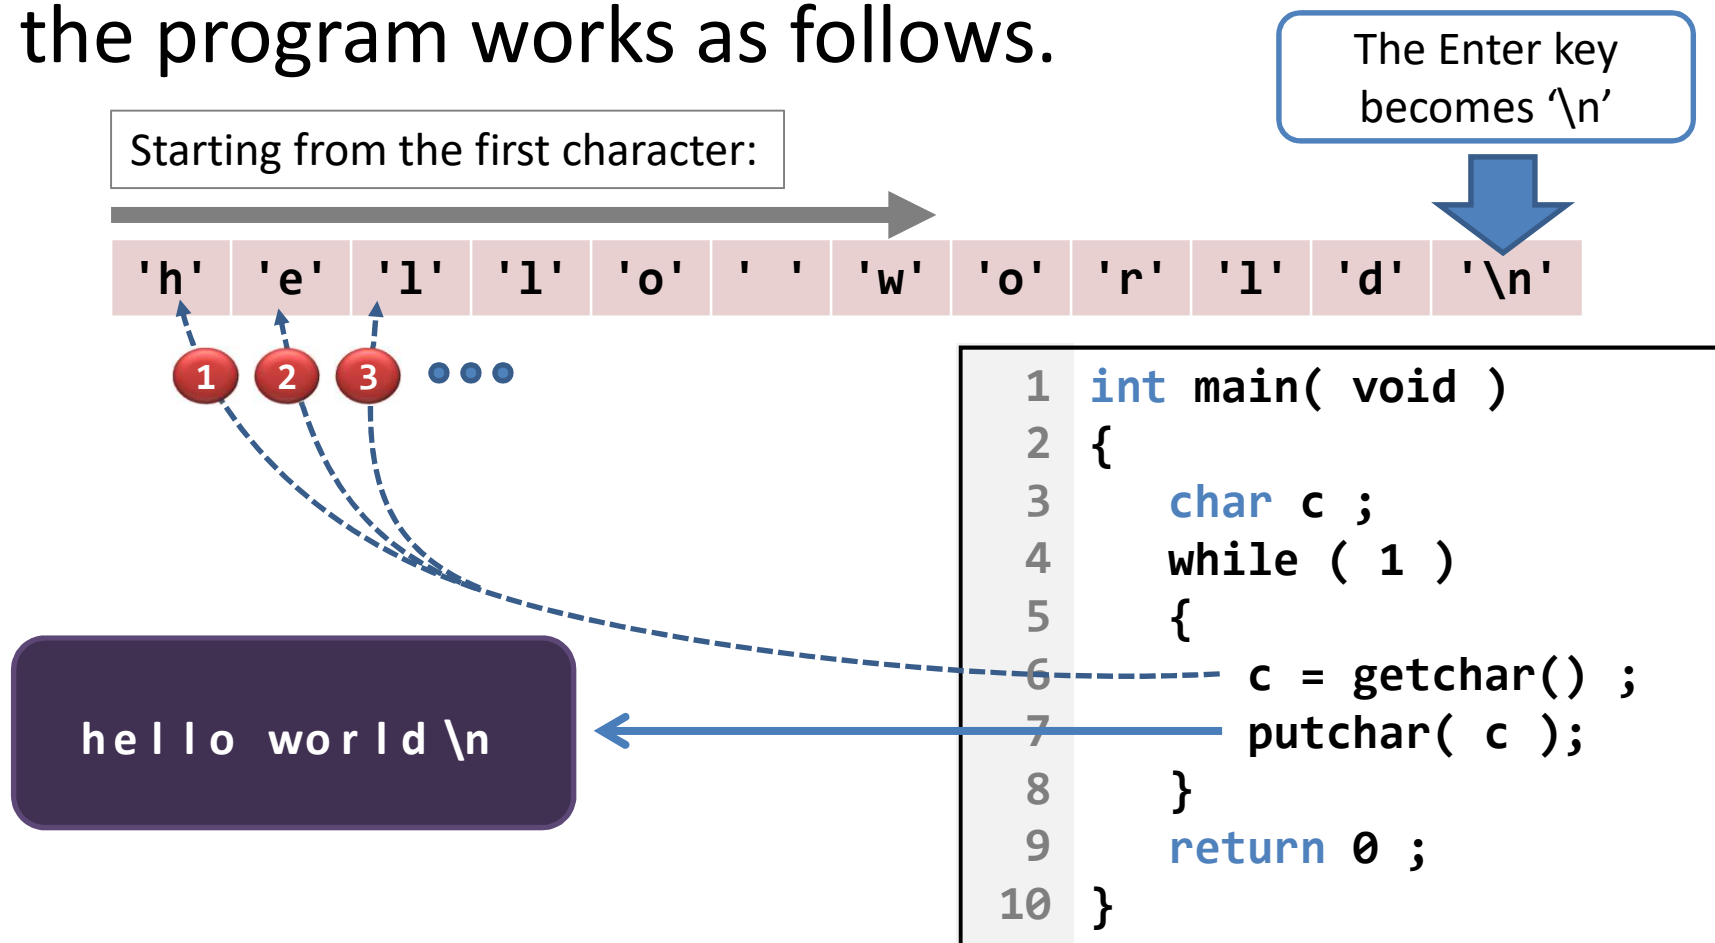 the program works as follows.
The Enter key
becomes ‘\n’
Starting from the first character:
'h' 'e' 'l' 'l' 'o' ' ' 'w' 'o' 'r' 'l' 'd' '\n'
1 2 3
hello world\n
1 int main( void )
2 {
3 char c ;
4 while ( 1 )
5 {
6 c = getchar() ;
7 putchar( c );
8 }
9 return 0 ;
10 }